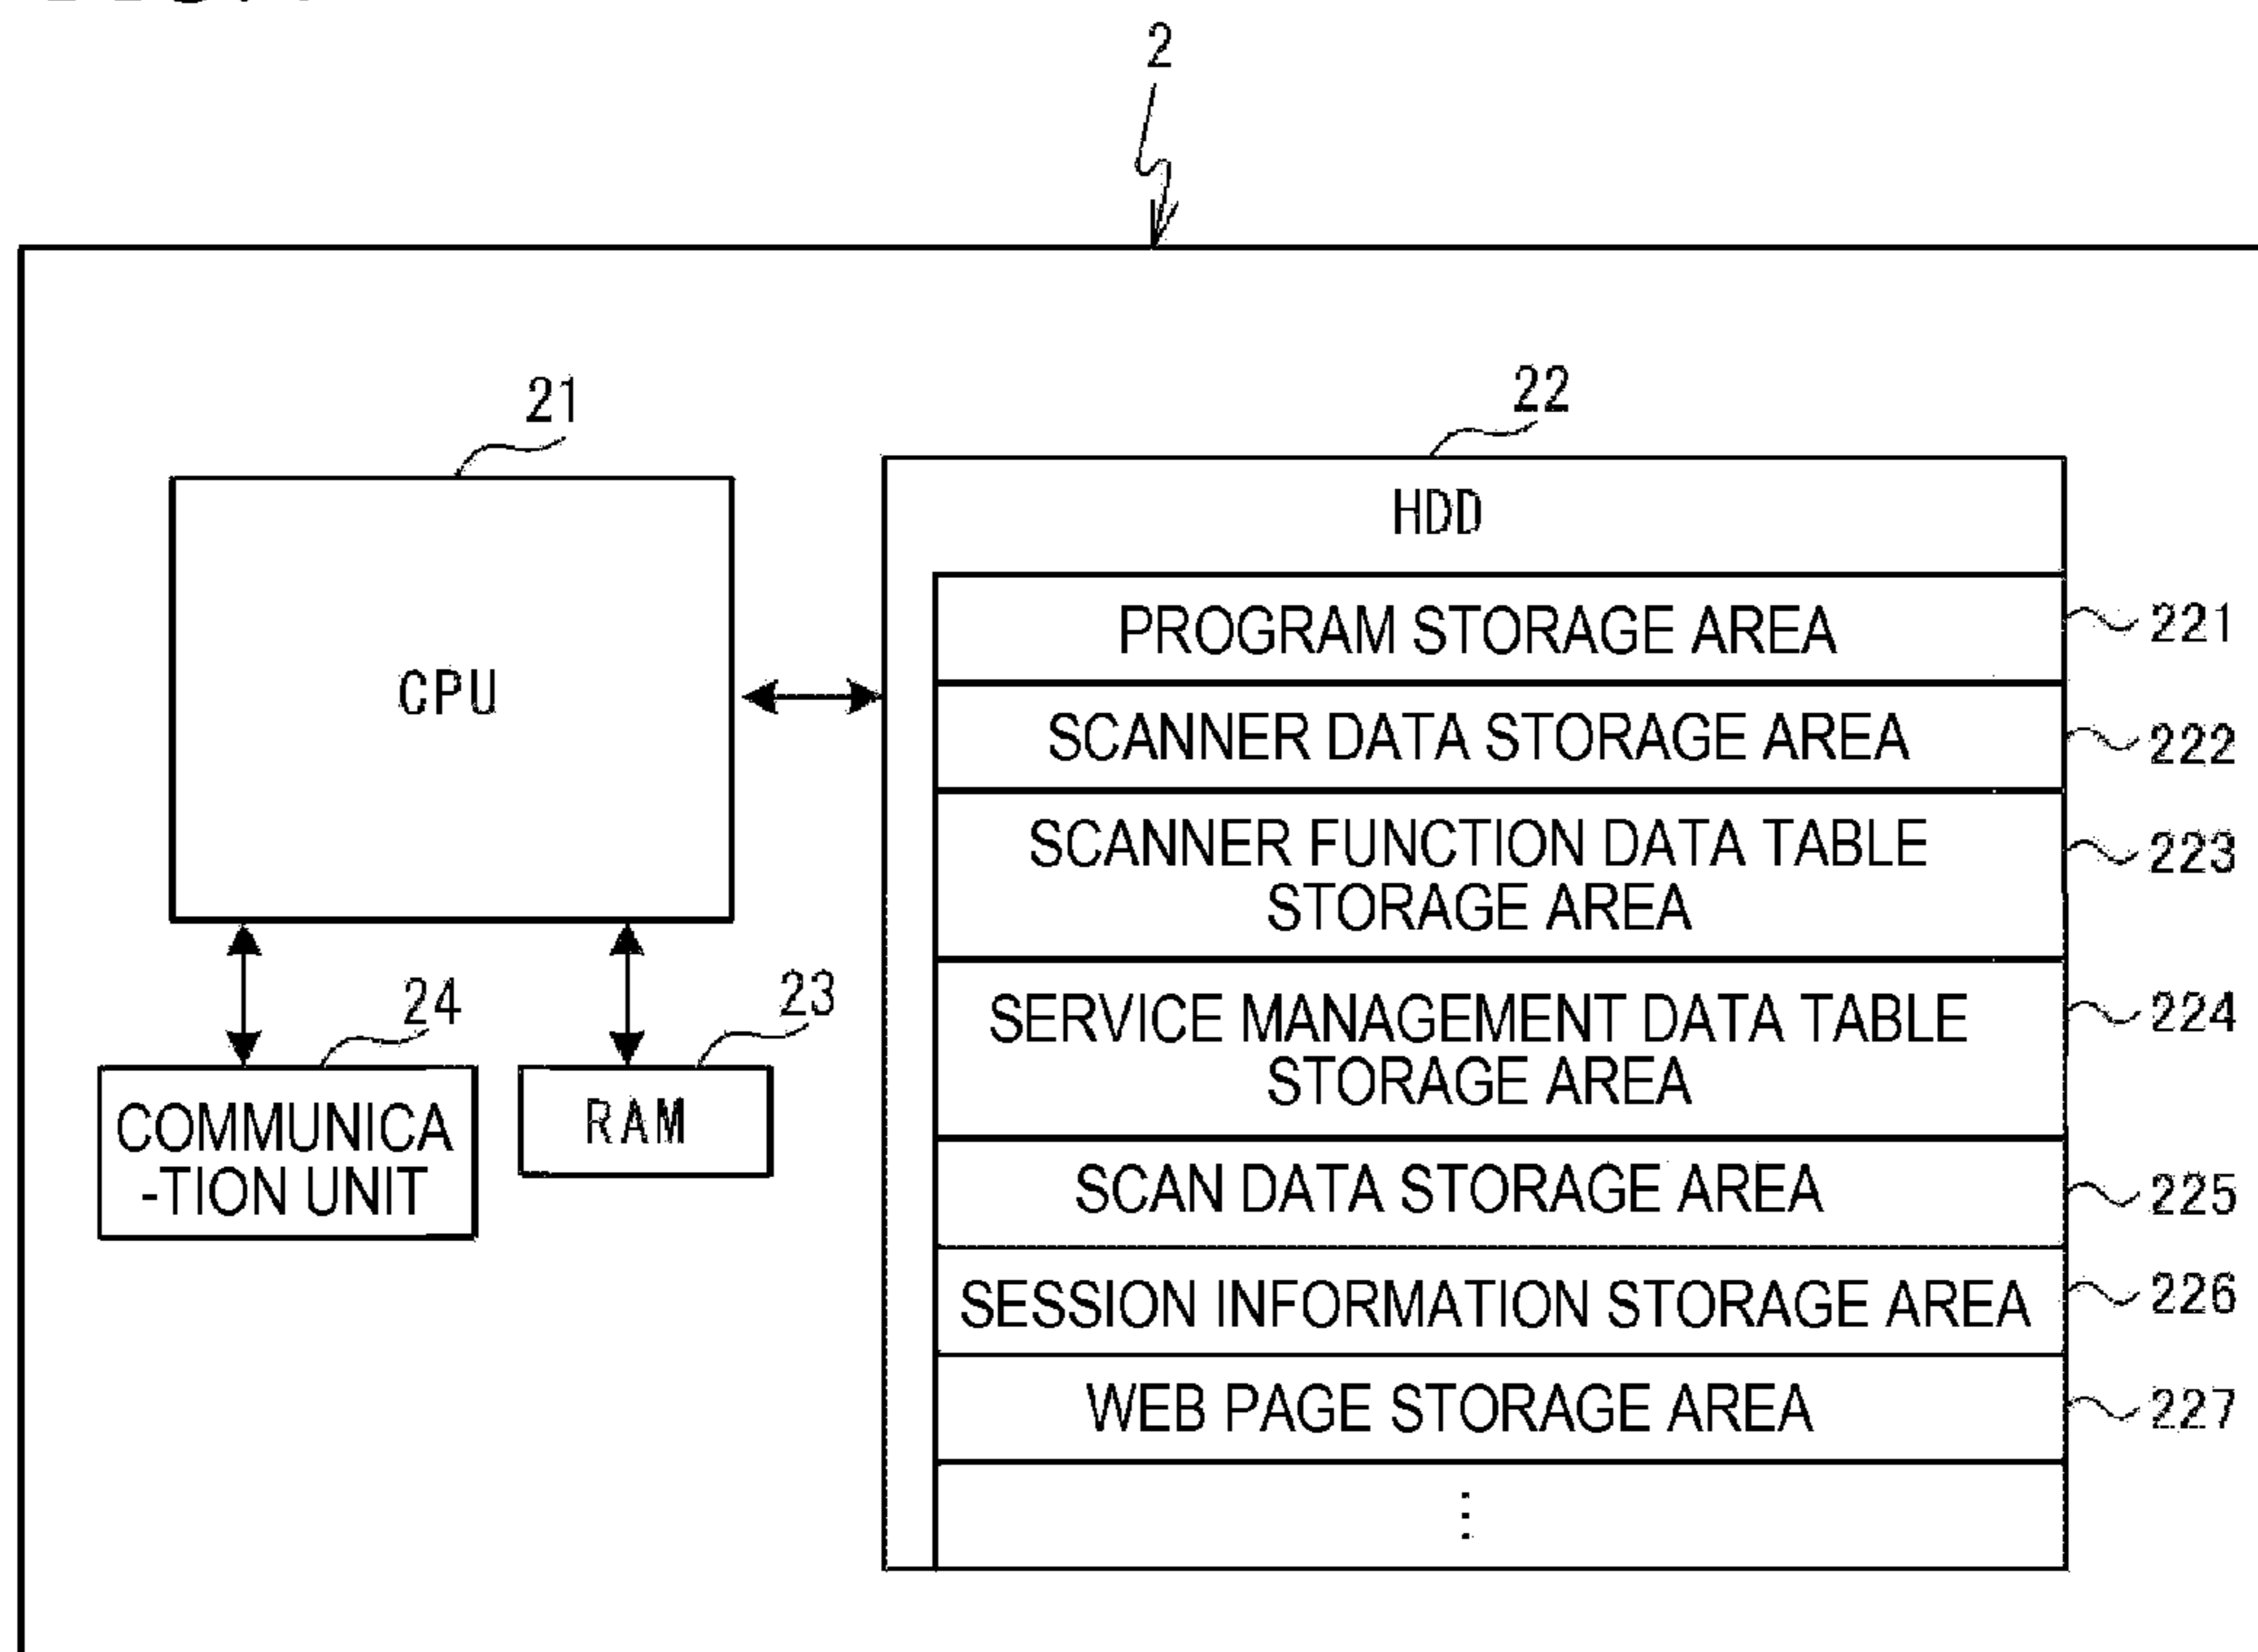 2
21
22
CPU
HDD
PROGRAM STORAGE AREA
221
SCANNER DATA STORAGE AREA
222
SCANNER FUNCTION DATA TABLE
STORAGE AREA
223
SERVICE MANAGEMENT DATA TABLE
STORAGE AREA
224
SCAN DATA STORAGE AREA
225
SESSION INFORMATION STORAGE AREA
226
WEB PAGE STORAGE AREA
227
⋮
24
23
COMMUNICA
-TION UNIT
RAM